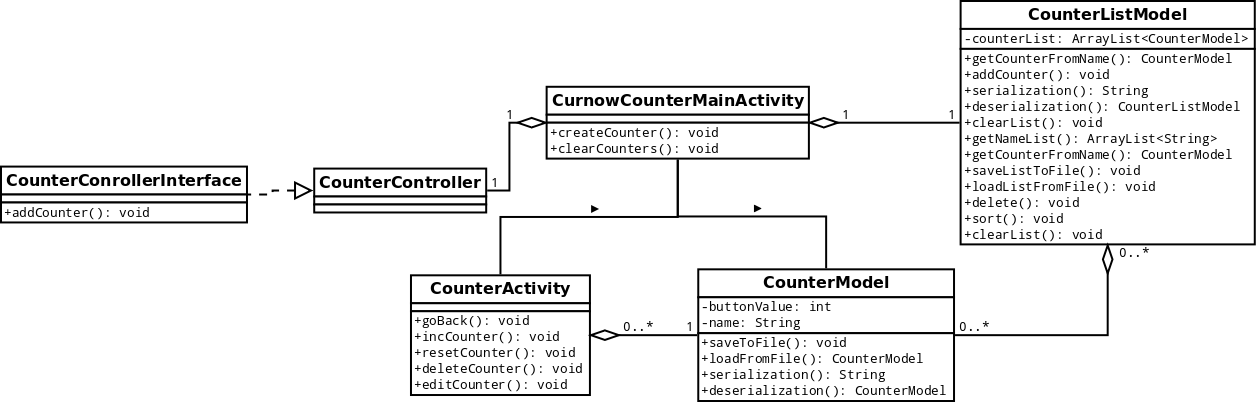 CounterListModel
-counterList: ArrayList<CounterModel>
+getCounterFromName(): CounterModel
+addCounter(): void
+serialization(): String
+deserialization(): CounterListModel
+clearList(): void
+getNameList(): ArrayList<String>
+getCounterFromName(): CounterModel
+saveListToFile(): void
+loadListFromFile(): void
+delete(): void
+sort(): void
+clearList(): void
CurnowCounterMainActivity
+createCounter(): void
+clearCounters(): void
1
1
1
1
CounterConrollerInterface
+addCounter(): void
CounterController
CounterActivity
+goBack(): void
+incCounter(): void
+resetCounter(): void
+deleteCounter(): void
+editCounter(): void
0..*
1
CounterModel
-buttonValue: int
-name: String
+saveToFile(): void
+loadFromFile(): CounterModel
+serialization(): String
+deserialization(): CounterModel
0..*
0..*